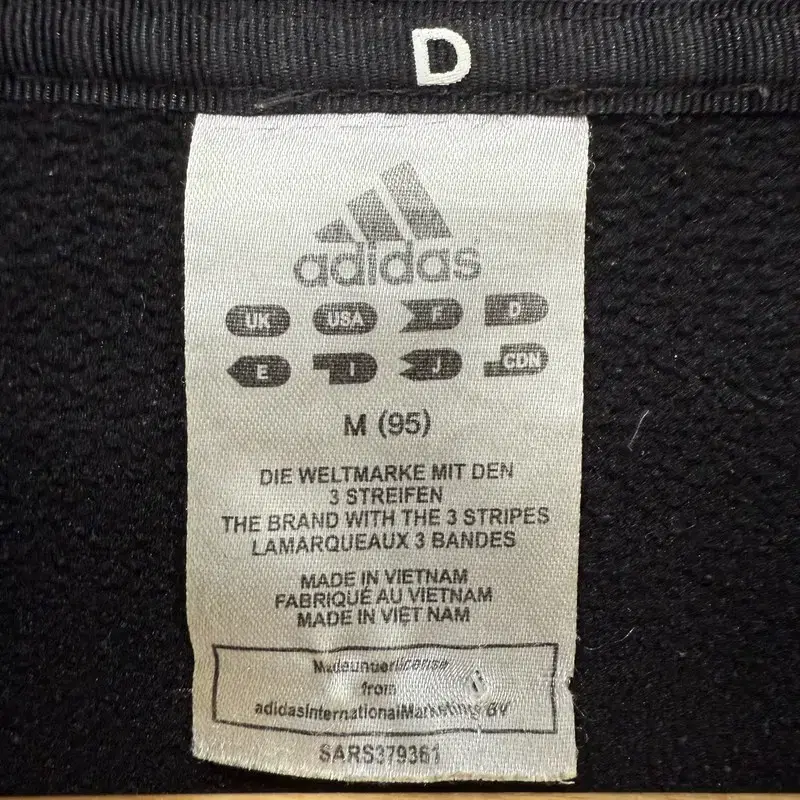 D
adidas
UK USA F D
E I J CDN
M (95)
DIE WELTMARKE MIT DEN
3 STREIFEN
THE BRAND WITH THE 3 STRIPES
LAMARQUEAUX 3 BANDES
MADE IN VIETNAM
FABRIQUÉ AU VIETNAM
MADE IN VIET NAM
Madeunuerlicense
from
adidasInternationalMarketing BV
SARS379361